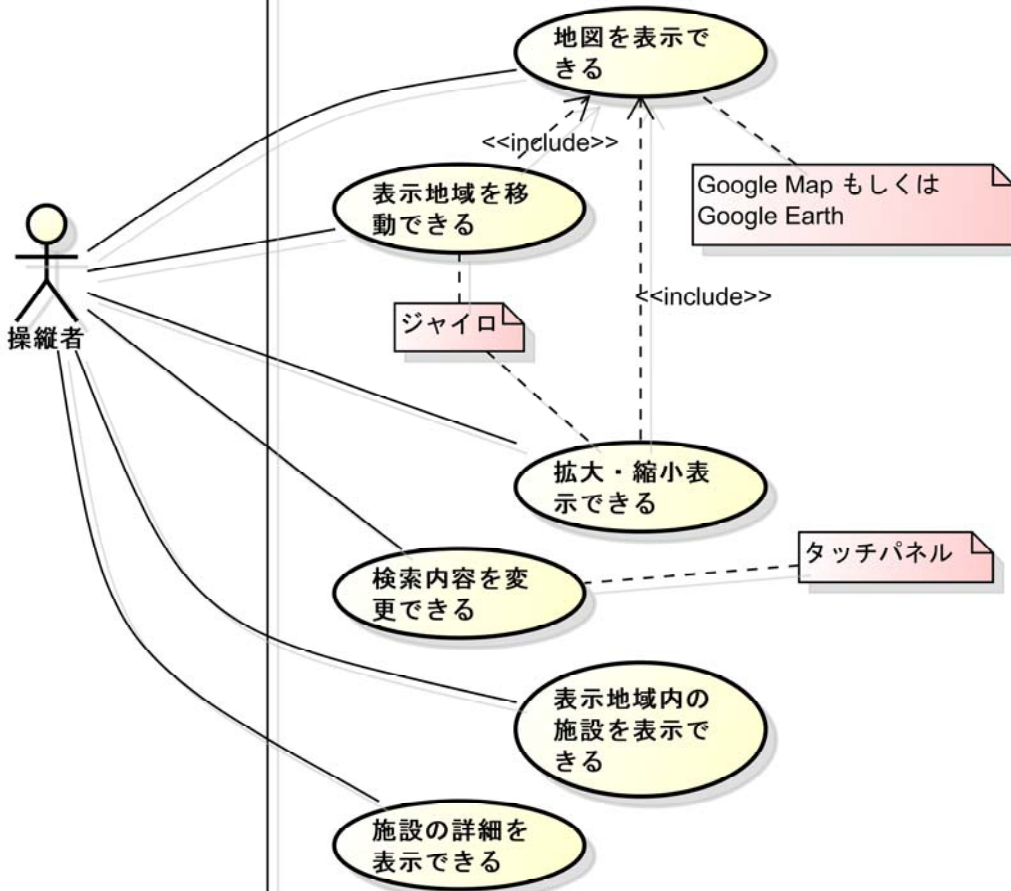 地図を表示で
きる
<<include>>
表示地域を移
動できる
Google Map もしくは
Google Earth
操縦者
ジャイロ
<<include>>
拡大・縮小表
示できる
タッチパネル
検索内容を変
更できる
表示地域内の
施設を表示で
きる
施設の詳細を
表示できる